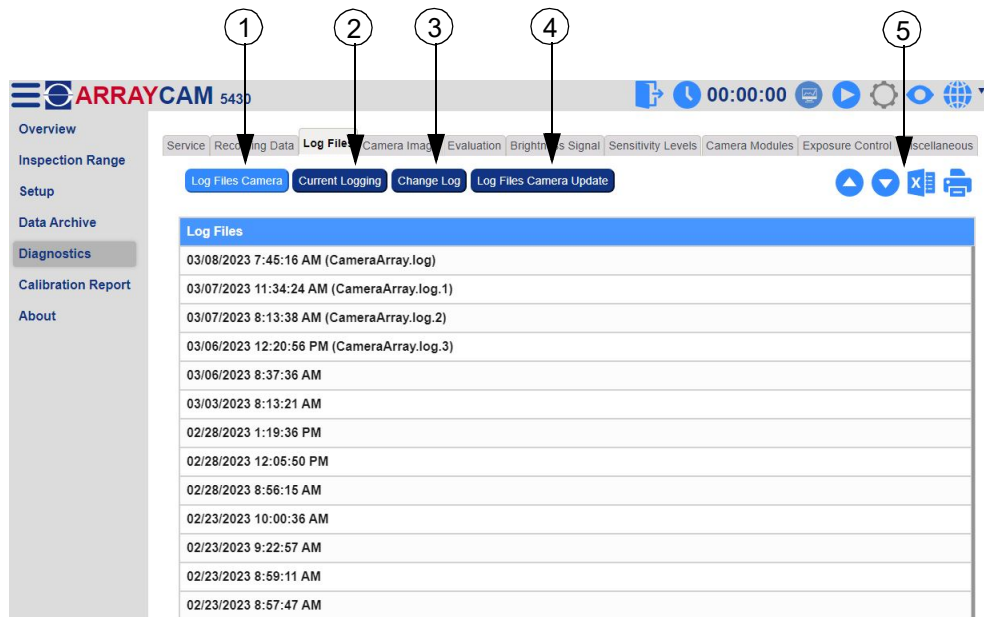 1 2 3 4 5
ARRAYCAM 5430 00:00:00
Overview
Inspection Range
Setup
Data Archive
Diagnostics
Calibration Report
About
Service Recording Data Log Files Camera Image Evaluation Brightness Signal Sensitivity Levels Camera Modules Exposure Control Miscellaneous
Log Files Camera Current Logging Change Log Log Files Camera Update
Log Files
03/08/2023 7:45:16 AM (CameraArray.log)
03/07/2023 11:34:24 AM (CameraArray.log.1)
03/07/2023 8:13:38 AM (CameraArray.log.2)
03/06/2023 12:20:56 PM (CameraArray.log.3)
03/06/2023 8:37:36 AM
03/03/2023 8:13:21 AM
02/28/2023 1:19:36 PM
02/28/2023 12:05:50 PM
02/28/2023 8:56:15 AM
02/23/2023 10:00:36 AM
02/23/2023 9:22:57 AM
02/23/2023 8:59:11 AM
02/23/2023 8:57:47 AM